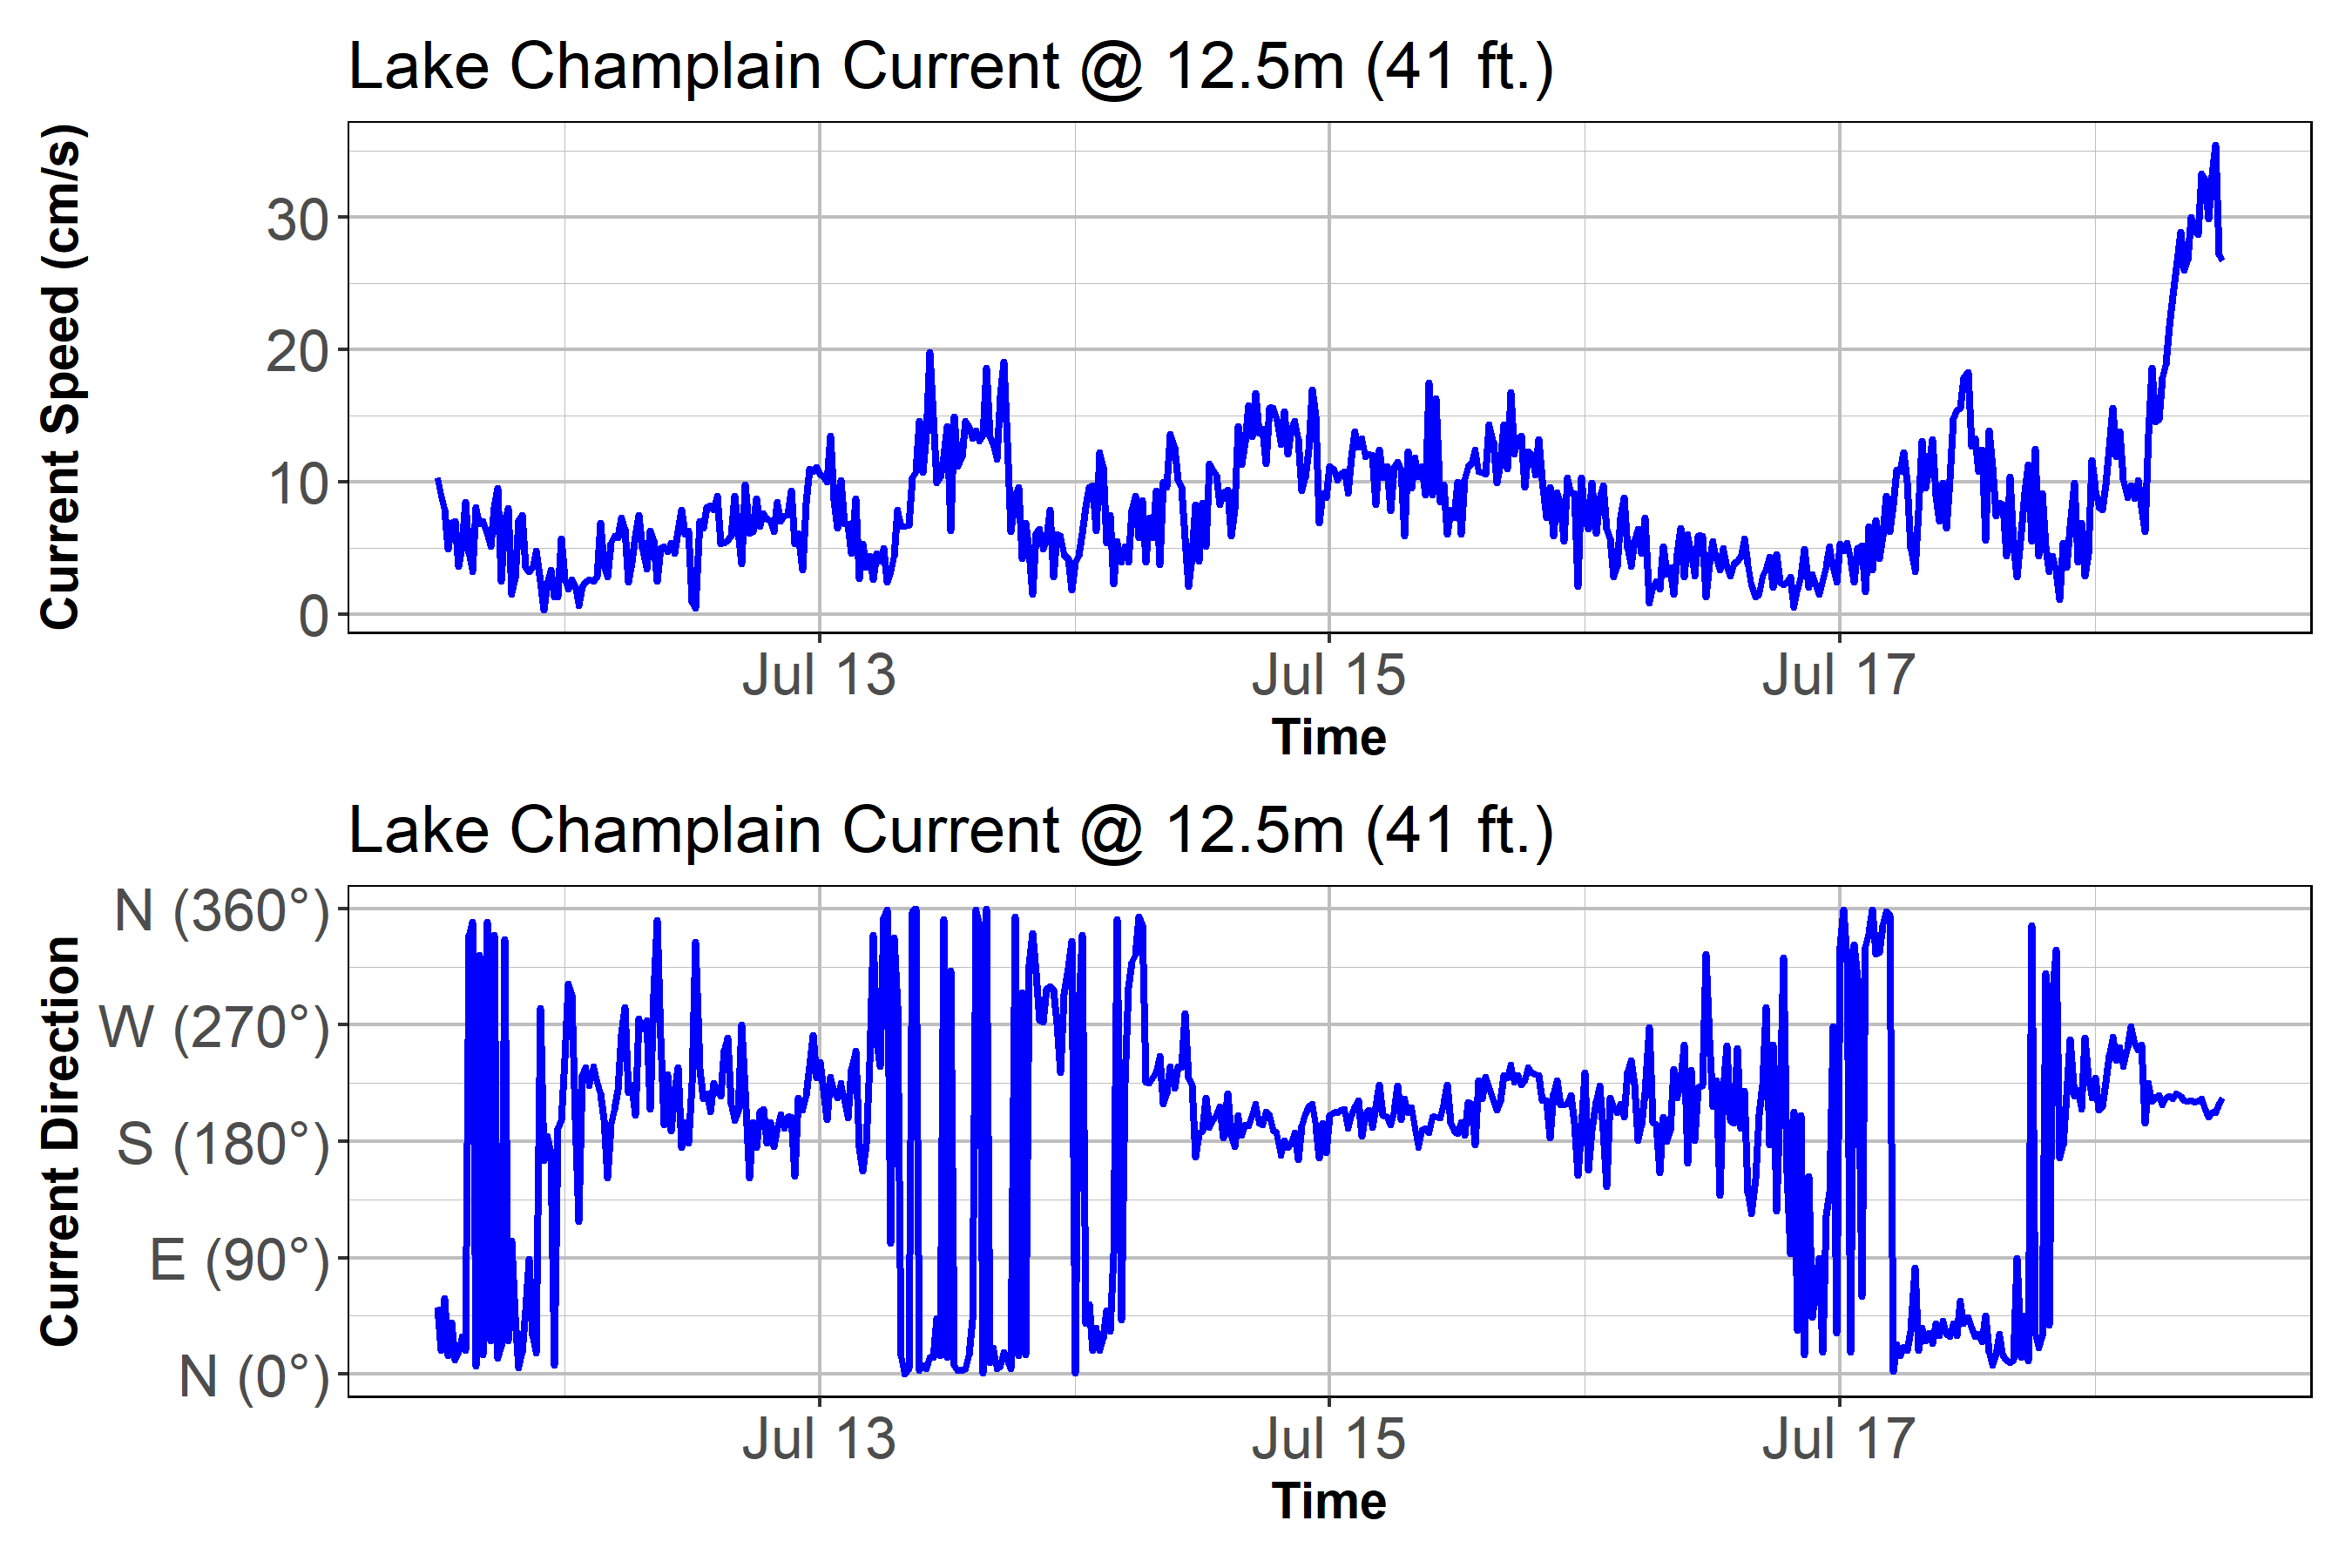 Lake Champlain Current @ 12.5m (41 ft.)
Current Speed (cm/s)
30
20
10
0
Jul 13 Jul 15 Jul 17
Time
Lake Champlain Current @ 12.5m (41 ft.)
Current Direction
N (360°)
W (270°)
S (180°)
E (90°)
N (0°)
Jul 13 Jul 15 Jul 17
Time